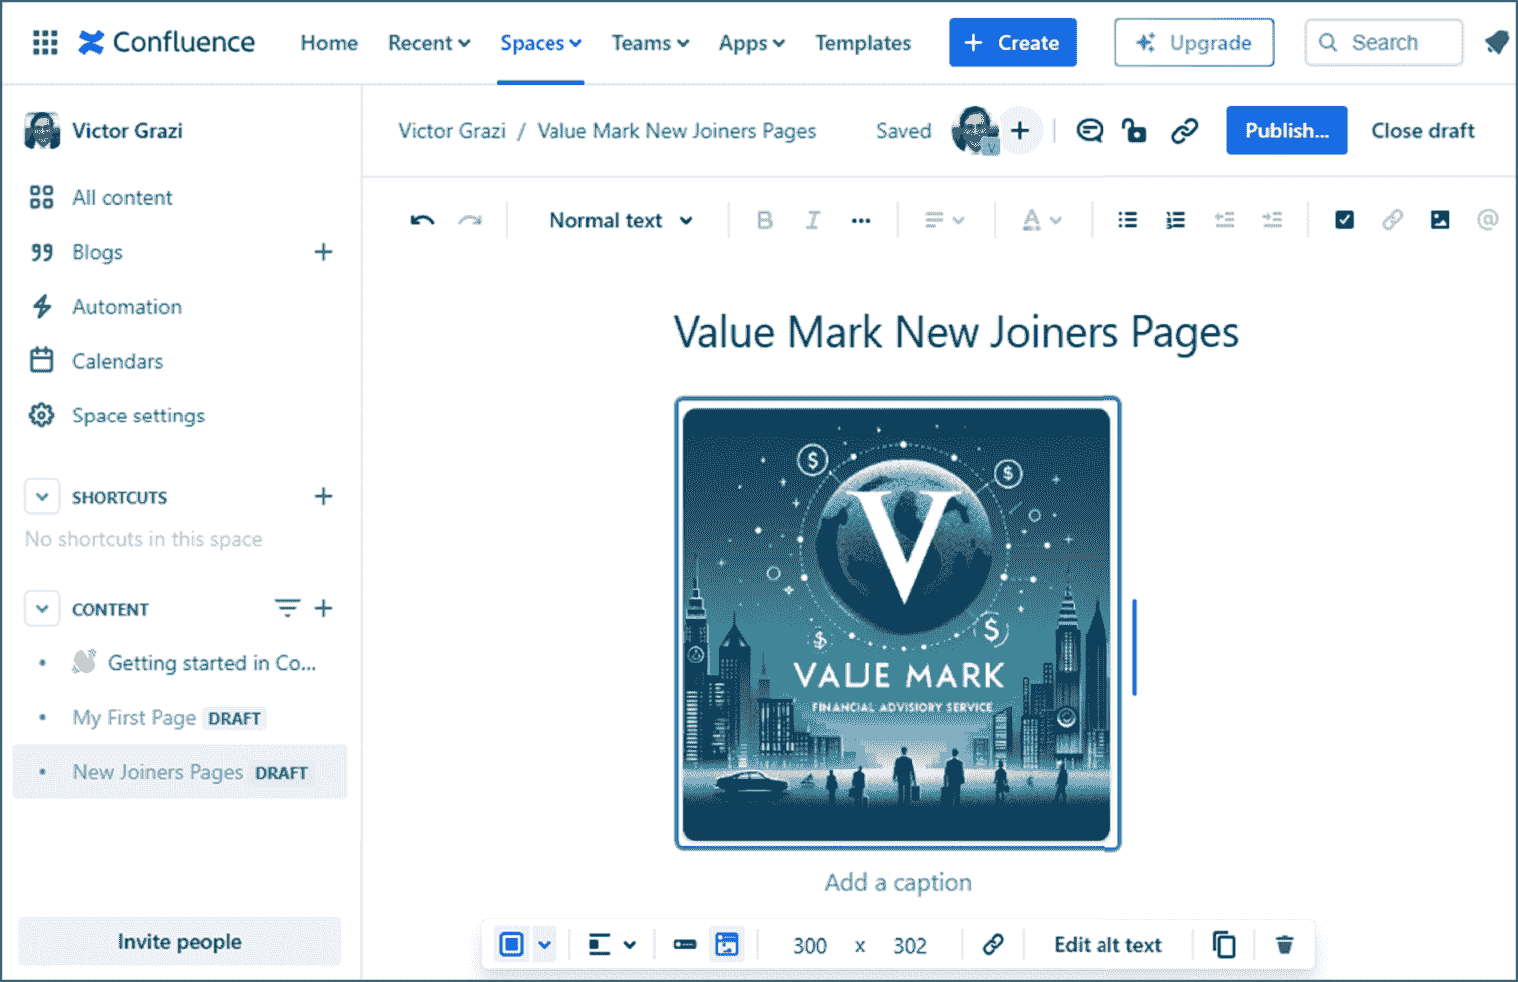 Confluence Home Recent Spaces Teams Apps Templates + Create Upgrade Search
Victor Grazi
Victor Grazi / Value Mark New Joiners Pages Saved V + Publish... Close draft
All content
Blogs +
Automation
Calendars
Space settings
SHORTCUTS +
No shortcuts in this space
CONTENT +
Getting started in Co...
My First Page DRAFT
New Joiners Pages DRAFT
Invite people
Normal text B I ... A @
Value Mark New Joiners Pages
$ $
V
$ $
VALUE MARK
FINANCIAL ADVISIORY SERVICE
Add a caption
300 x 302 Edit alt text